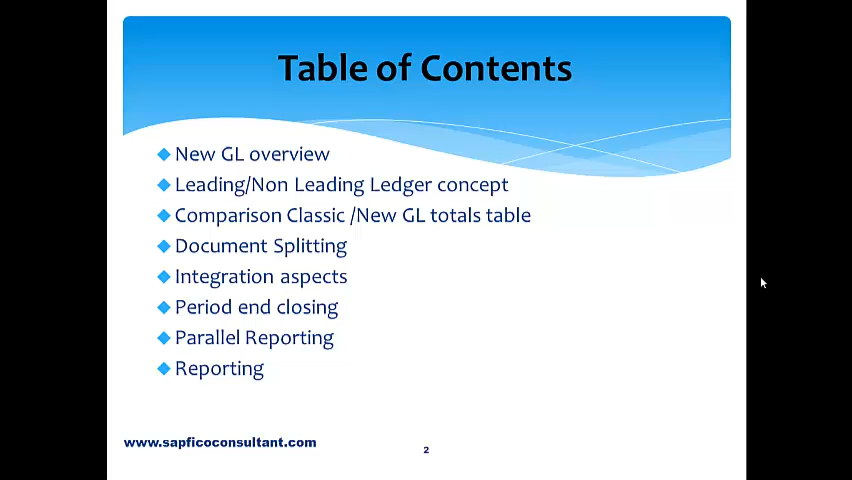 Table of Contents
New GL overview
Leading/Non Leading Ledger concept
Comparison Classic /New GL totals table
Document Splitting
Integration aspects
Period end closing
Parallel Reporting
Reporting
www.sapficoconsultant.com
2